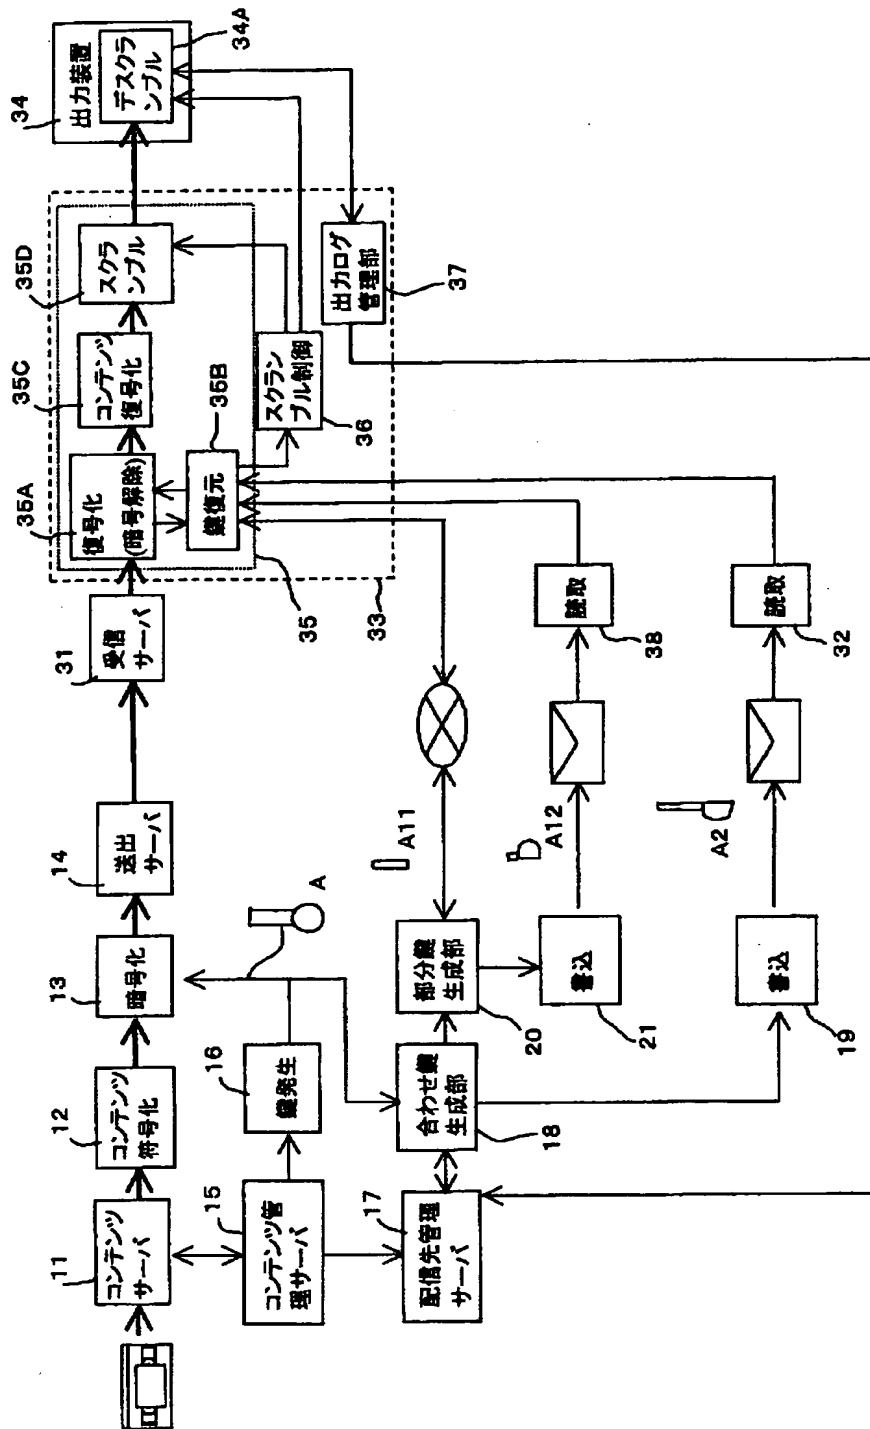 11
コンテンツ
サーバ
12
コンテンツ
符号化
13
暗号化
14
送出
サーバ
31
受信
サーバ
35A
復号化
(暗号解除)
35C
コンテンツ
復号化
35D
スクラ
ンブル
34
出力装置
デスクラ
ンブル
34A
15
コンテンツ管
理サーバ
16
鍵発生
A
35B
鍵復元
35
33
スクラン
ブル制御
36
出力ログ
管理部
37
17
配信先管理
サーバ
合わせ鍵
生成部
18
部分鍵
生成部
20
A11
書込
21
A12
読取
38
書込
19
A2
読取
32